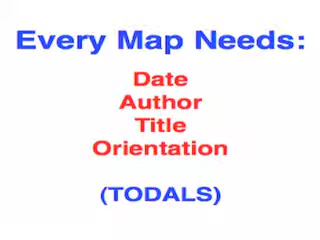 Every Map Needs:
Date
Author
Title
Orientation
(TODALS)